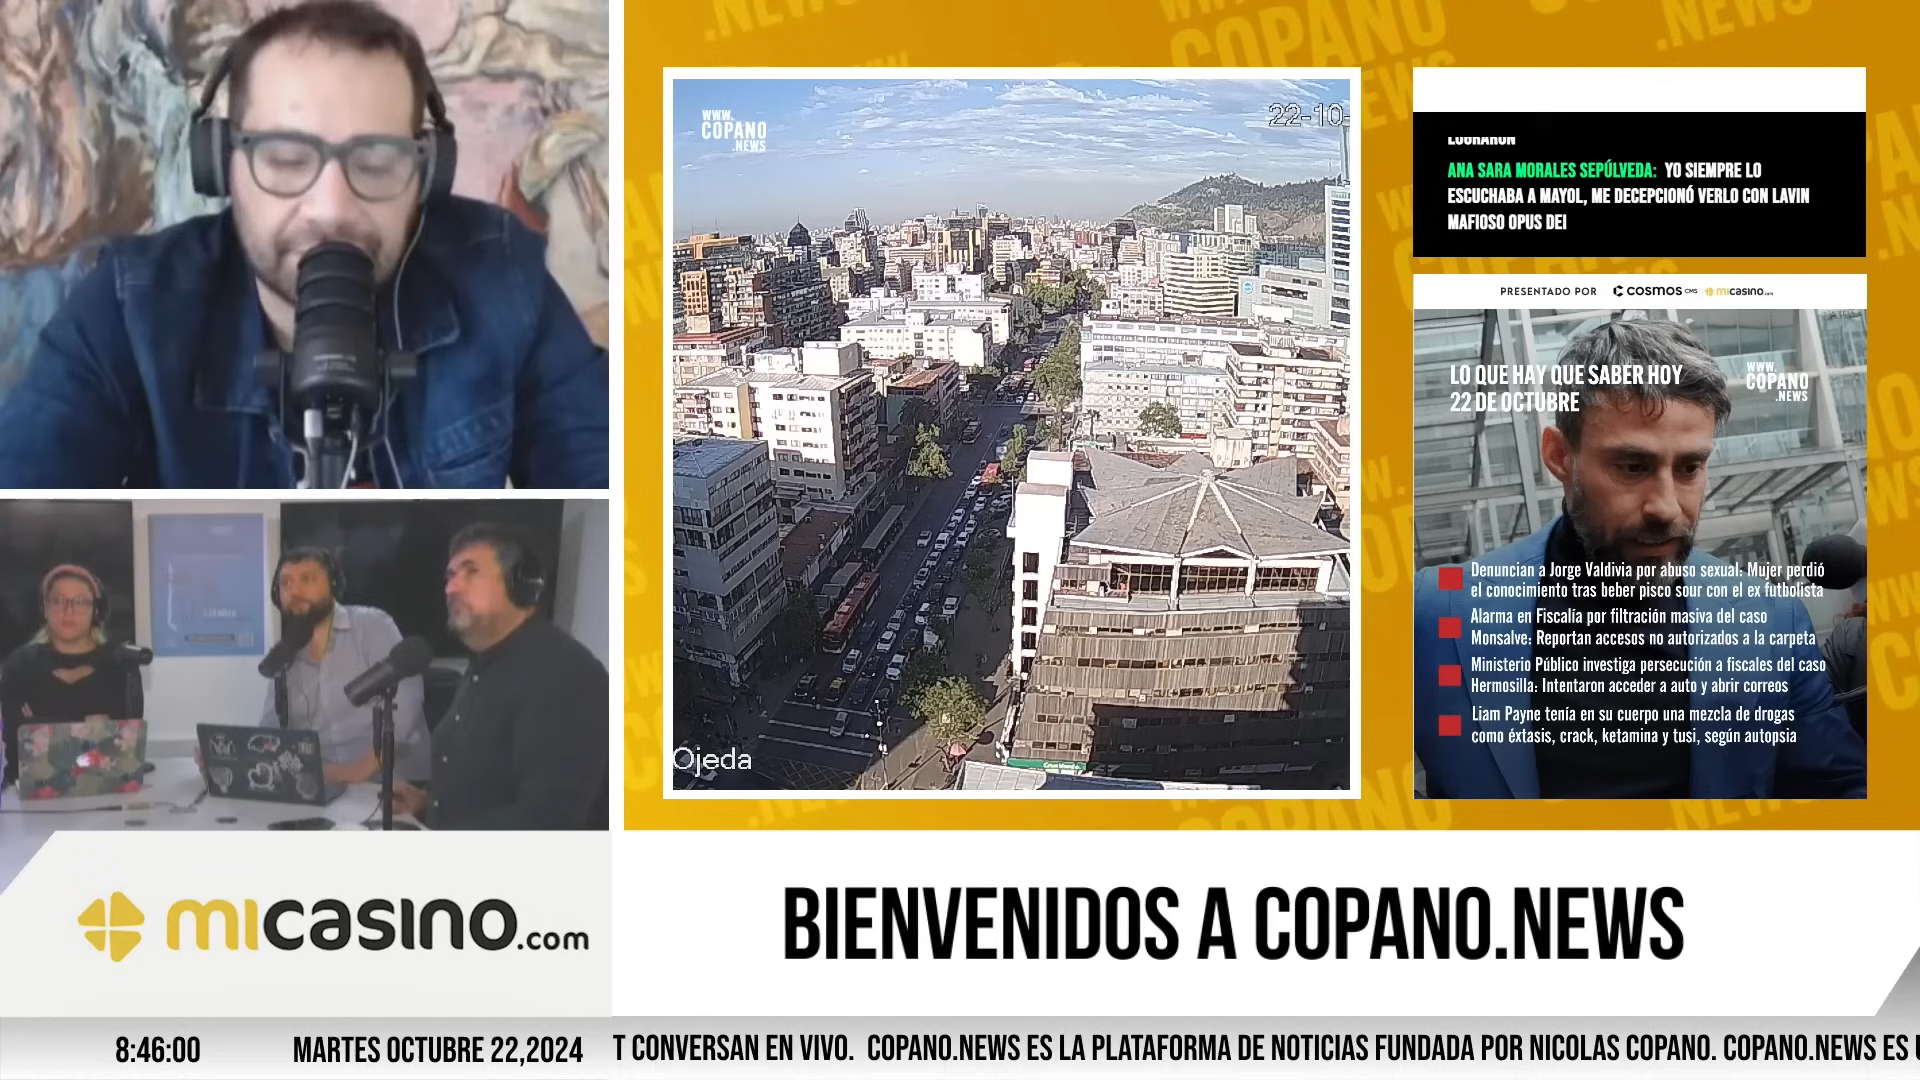 WWW.
COPANO
.NEWS
22-10-
Ojeda
LOGRARON
ANA SARA MORALES SEPÚLVEDA: YO SIEMPRE LO
ESCUCHABA A MAYOL, ME DECEPCIONÓ VERLO CON LAVIN
MAFIOSO OPUS DEI
PRESENTADO POR COSMOS CMS micasino.com
LO QUE HAY QUE SABER HOY
22 DE OCTUBRE
WWW.
COPANO
.NEWS
Denuncian a Jorge Valdivia por abuso sexual: Mujer perdió
el conocimiento tras beber pisco sour con el ex futbolista
Alarma en Fiscalía por filtración masiva del caso
Monsalve: Reportan accesos no autorizados a la carpeta
Ministerio Público investiga persecución a fiscales del caso
Hermosilla: Intentaron acceder a auto y abrir correos
Liam Payne tenía en su cuerpo una mezcla de drogas
como éxtasis, crack, ketamina y tusi, según autopsia
micasino.com
BIENVENIDOS A COPANO.NEWS
8:46:00 MARTES OCTUBRE 22,2024 T CONVERSAN EN VIVO. COPANO.NEWS ES LA PLATAFORMA DE NOTICIAS FUNDADA POR NICOLAS COPANO. COPANO.NEWS ES